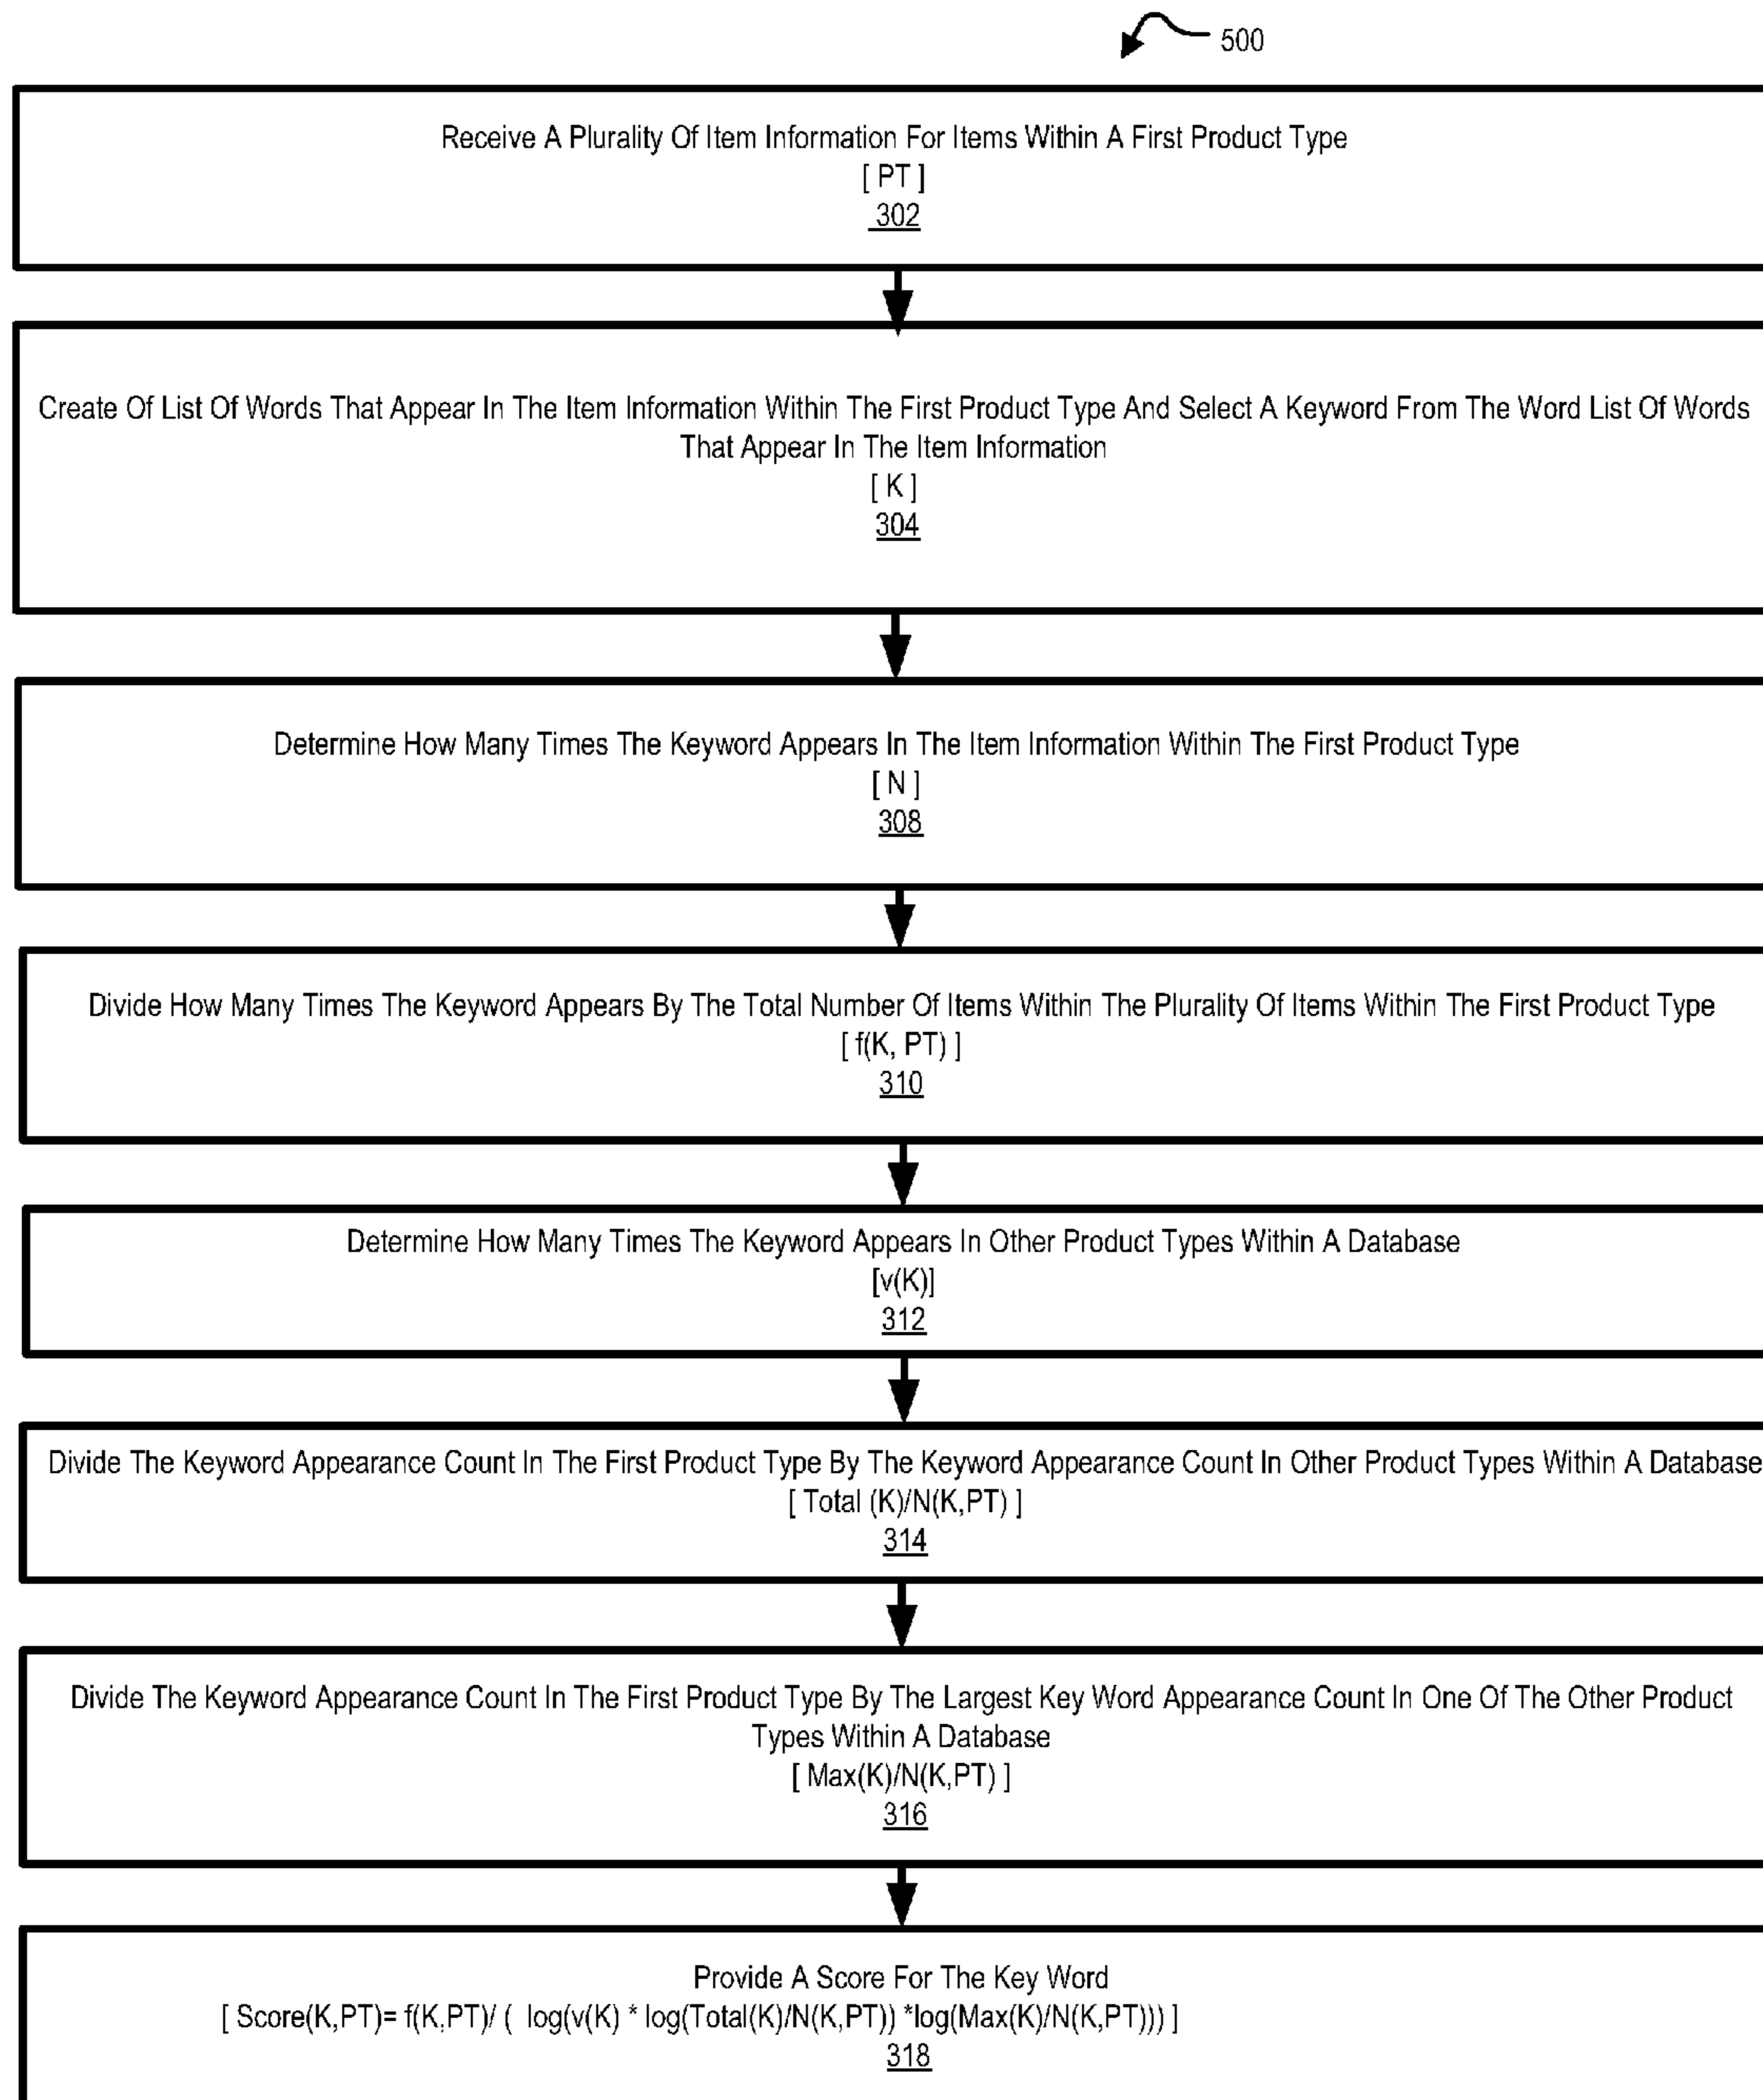 500
Receive A Plurality Of Item Information For Items Within A First Product Type
[ PT ]
302
Create Of List Of Words That Appear In The Item Information Within The First Product Type And Select A Keyword From The Word List Of Words
That Appear In The Item Information
[ K ]
304
Determine How Many Times The Keyword Appears In The Item Information Within The First Product Type
[ N ]
308
Divide How Many Times The Keyword Appears By The Total Number Of Items Within The Plurality Of Items Within The First Product Type
[ f(K, PT) ]
310
Determine How Many Times The Keyword Appears In Other Product Types Within A Database
[v(K)]
312
Divide The Keyword Appearance Count In The First Product Type By The Keyword Appearance Count In Other Product Types Within A Database
[ Total (K)/N(K,PT) ]
314
Divide The Keyword Appearance Count In The First Product Type By The Largest Key Word Appearance Count In One Of The Other Product
Types Within A Database
[ Max(K)/N(K,PT) ]
316
Provide A Score For The Key Word
[ Score(K,PT)= f(K,PT)/ ( log(v(K) * log(Total(K)/N(K,PT)) *log(Max(K)/N(K,PT))) ]
318